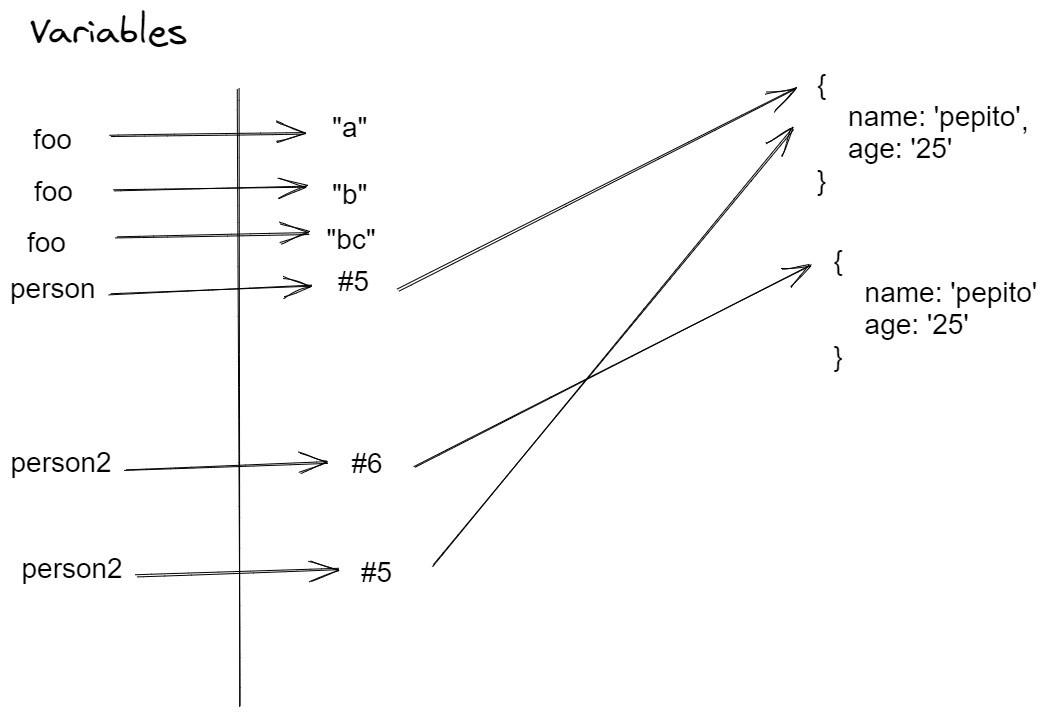 Variables
foo "a"
foo "b"
foo "bc"
person #5
person2 #6
person2 #5
{
name: 'pepito',
age: '25'
}
{
name: 'pepito'
age: '25'
}